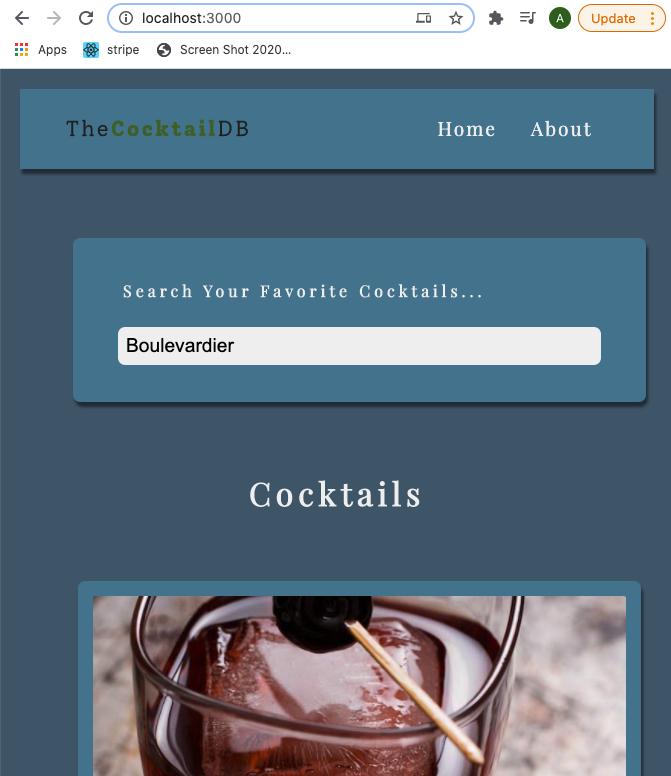 localhost:3000
A
Update
Apps
stripe
Screen Shot 2020...
TheCocktailDB
Home About
Search Your Favorite Cocktails...
Boulevardier
Cocktails